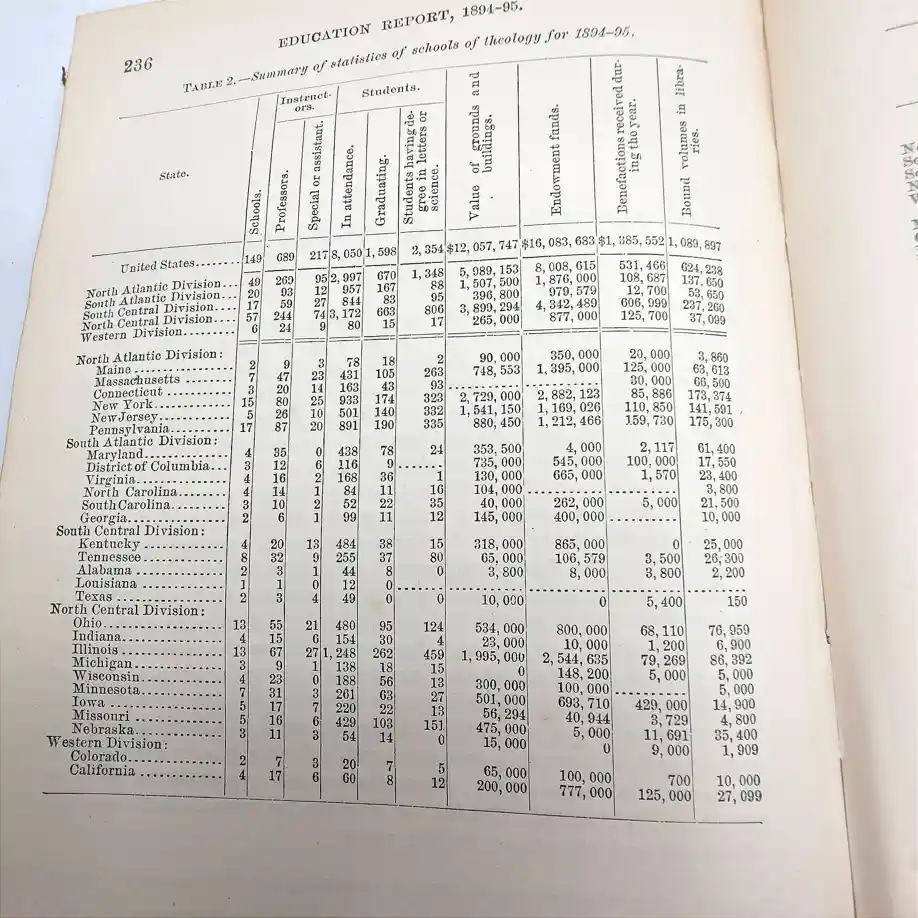 236
EDUCATION REPORT, 1894-95.
TABLE 2.—Summary of statistics of schools of theology for 1894-95.
State.
Schools.
Instructors.
Professors.
Special or assistant.
Students.
In attendance.
Graduating.
Students having degree in letters or science.
Value of grounds and buildings.
Endowment funds.
Benefactions received during the year.
Bound volumes in libraries.
United States........ 149 689 217 8,050 1,598 2,354 $12,057,747 $16,083,683 $1,385,552 1,089,897
North Atlantic Division... 49 269 95 2,997 670 1,348 5,989,153 8,008,615 531,466 624,238
South Atlantic Division... 20 93 12 957 167 88 1,507,500 1,876,000 108,687 137,650
South Central Division.... 17 59 27 844 83 95 396,800 979,579 12,700 53,650
North Central Division.... 57 244 74 3,172 663 806 3,899,294 4,342,489 606,999 237,260
Western Division......... 6 24 9 80 15 17 265,000 877,000 125,700 37,099
North Atlantic Division:
Maine ............... 2 9 3 78 18 2 90,000 350,000 20,000 3,860
Massachusetts ........ 7 47 23 431 105 263 748,553 1,395,000 125,000 63,613
Connecticut .......... 3 20 14 163 43 93 .......... .......... 30,000 66,500
New York............ 15 80 25 933 174 323 2,729,000 2,882,123 85,886 173,374
New Jersey........... 5 26 10 501 140 332 1,541,150 1,169,026 110,850 141,591
Pennsylvania......... 17 87 20 891 190 335 880,450 1,212,466 159,730 175,300
South Atlantic Division:
Maryland............. 4 35 0 438 78 24 353,500 4,000 2,117 61,400
District of Columbia... 3 12 6 116 9 ....... 735,000 545,000 100,000 17,550
Virginia.............. 4 16 2 168 36 1 130,000 665,000 1,570 23,400
North Carolina........ 4 14 1 84 11 16 104,000 .......... .......... 3,800
South Carolina......... 3 10 2 52 22 35 40,000 262,000 5,000 21,500
Georgia............... 2 6 1 99 11 12 145,000 400,000 .......... 10,000
South Central Division:
Kentucky ............. 4 20 13 484 38 15 318,000 865,000 0 25,000
Tennessee............. 8 32 9 255 37 80 65,000 106,579 3,500 26,300
Alabama .............. 2 3 1 44 8 0 3,800 8,000 3,800 2,200
Louisiana ............ 1 1 0 12 0 .......... .......... .......... ..........
Texas ................ 2 3 4 49 0 0 10,000 0 5,400 150
North Central Division:
Ohio.................. 13 55 21 480 95 124 534,000 800,000 68,110 76,959
Indiana............... 4 15 6 154 30 4 23,000 10,000 1,200 6,900
Illinois ............... 13 67 27 1,248 262 459 1,995,000 2,544,635 79,269 86,392
Michigan.............. 3 9 1 138 18 15 0 148,200 5,000 5,000
Wisconsin............. 4 23 0 188 56 13 300,000 100,000 .......... 5,000
Minnesota............. 7 31 3 261 63 27 501,000 693,710 429,000 14,900
Iowa .................. 5 17 7 220 22 13 56,294 40,944 3,729 4,800
Missouri .............. 5 16 6 429 103 151 475,000 5,000 11,691 35,400
Nebraska.............. 3 11 3 54 14 0 15,000 0 9,000 1,909
Western Division:
Colorado............... 2 7 3 20 7 5 65,000 100,000 700 10,000
California ............. 4 17 6 60 8 12 200,000 777,000 125,000 27,099